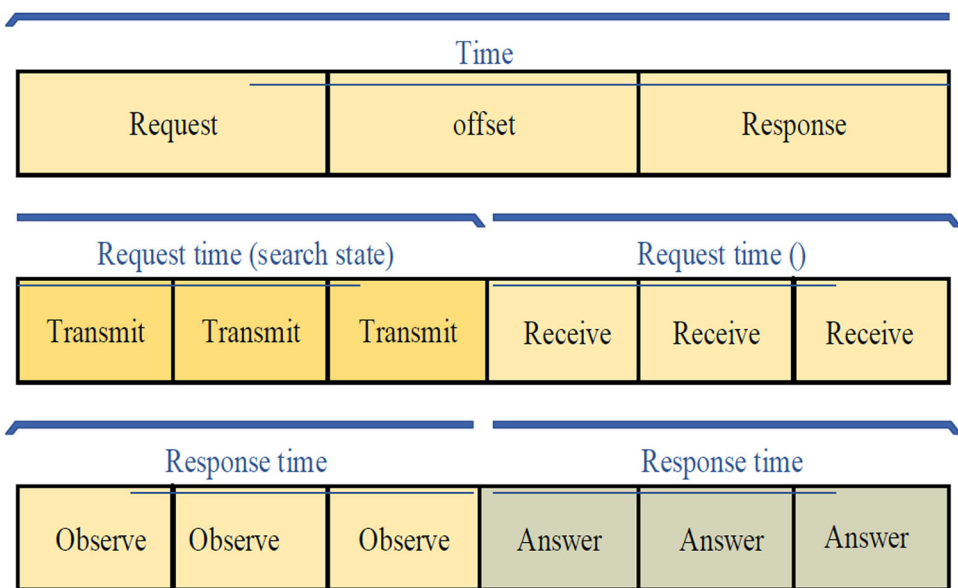 Time
Request offset Response
Request time (search state) Request time ()
Transmit Transmit Transmit Receive Receive Receive
Response time Response time
Observe Observe Observe Answer Answer Answer